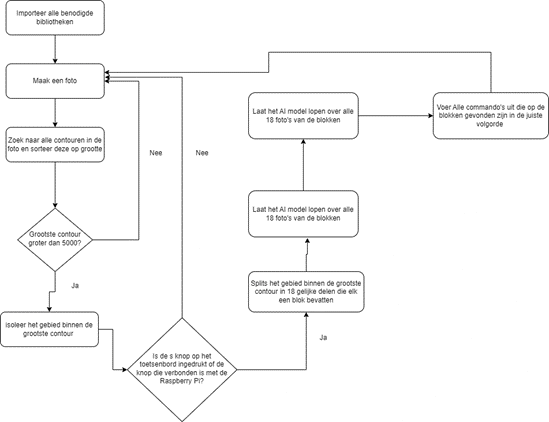 Importeer alle benodigde
bibliotheken
Maak een foto
Zoek naar alle contouren in de
foto en sorteer deze op grootte
Grootste contour
groter dan 5000?
Nee
Ja
isoleer het gebied binnen de
grootste contour
Is de s knop op het
toetsenbord ingedrukt of de
knop die verbonden is met de
Raspberry Pi?
Nee
Ja
Splits het gebied binnen de grootste
contour in 18 gelijke delen die elk
een blok bevatten
Laat het AI model lopen over alle
18 foto's van de blokken
Laat het AI model lopen over alle
18 foto's van de blokken
Voer Alle commando's uit die op de
blokken gevonden zijn in de juiste
volgorde